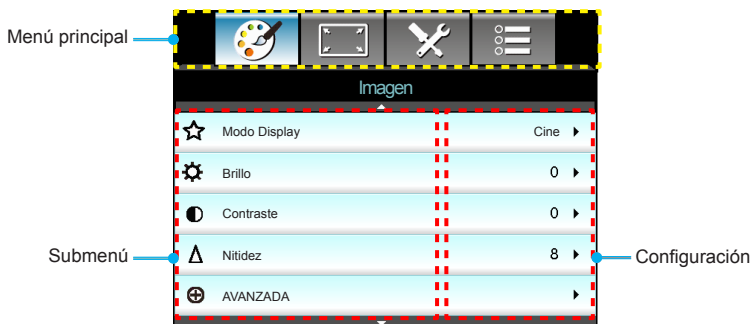 Menú principal
Imagen
Modo Display Cine
Brillo 0
Contraste 0
Submenú
Nitidez 8
Configuración
AVANZADA